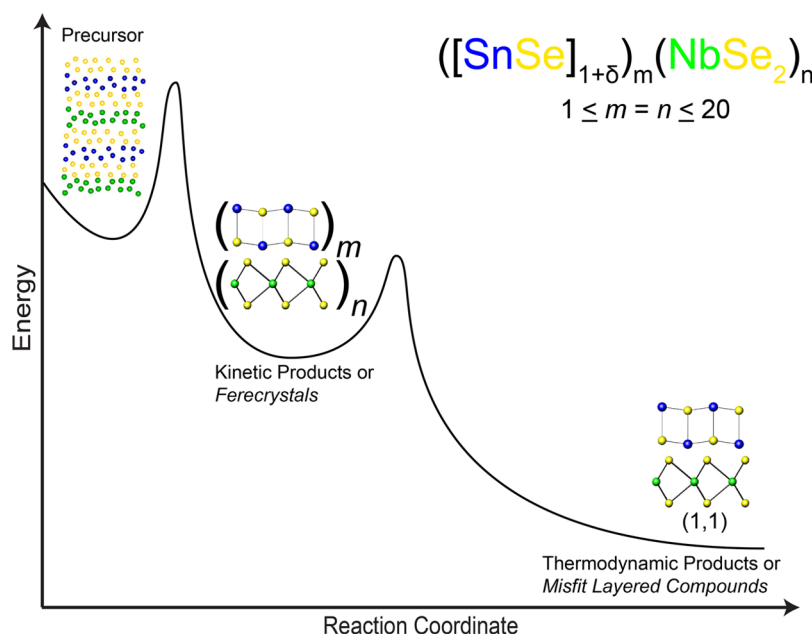 Precursor
([SnSe]1+δ)m(NbSe2)n
1 ≤ m = n ≤ 20
( )m
( )n
Energy
Kinetic Products or
Ferecrystals
(1,1)
Thermodynamic Products or
Misfit Layered Compounds
Reaction Coordinate